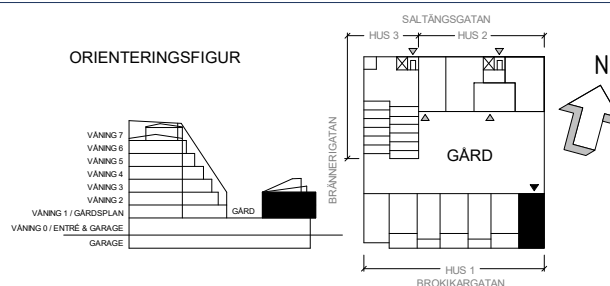 ORIENTERINGSFIGUR
VÅNING 7
VÅNING 6
VÅNING 5
VÅNING 4
VÅNING 3
VÅNING 2
VÅNING 1 / GÅRDSPLAN
GÅRD
VÅNING 0 / ENTRÉ & GARAGE
GARAGE
SALTÄNGSGATAN
HUS 3
HUS 2
BRÄNNERIGATAN
GÅRD
HUS 1
BROKIKARGATAN
N